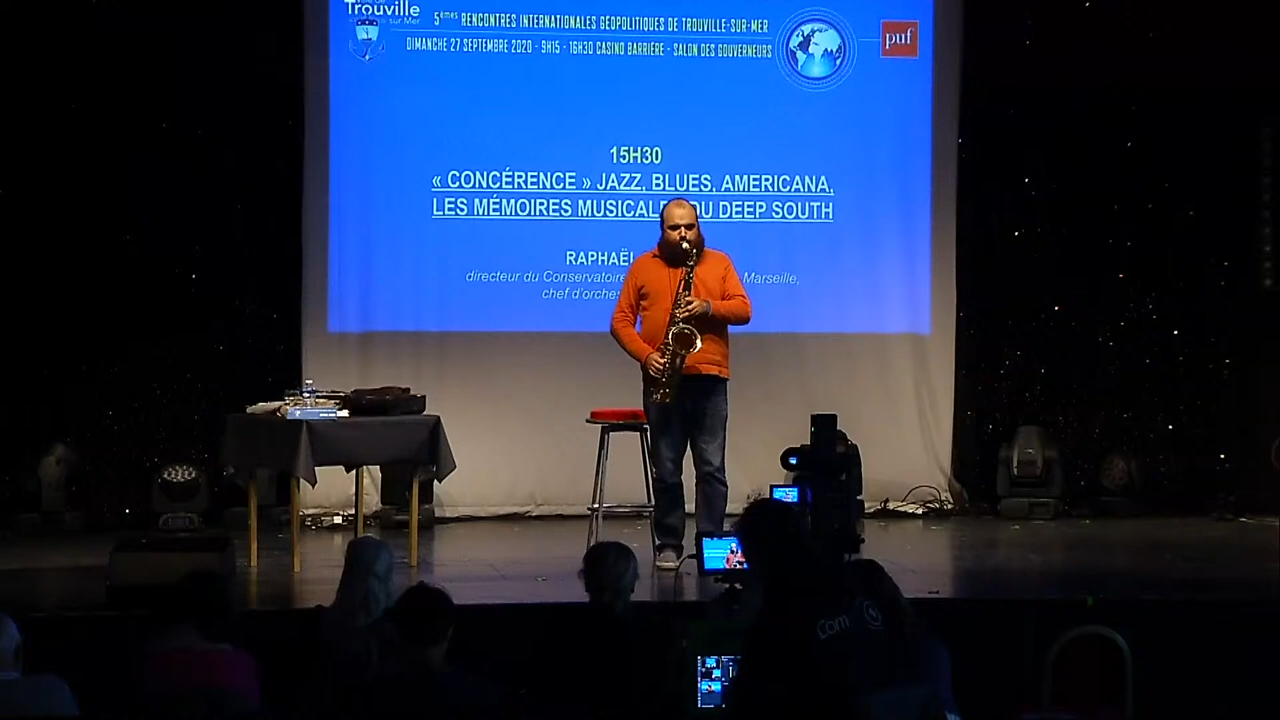 Trouville
sur Mer
5èmes RENCONTRES INTERNATIONALES GÉOPOLITIQUES DE TROUVILLE-SUR-MER
DIMANCHE 27 SEPTEMBRE 2020 - 9H15 - 16H30 CASINO BARRIÈRE - SALON DES GOUVERNEURS
puf
15H30
« CONCÉRENCE » JAZZ, BLUES, AMERICANA,
LES MÉMOIRES MUSICALE DU DEEP SOUTH
RAPHAËL
directeur du Conservatoire Marseille,
chef d'orche
Com